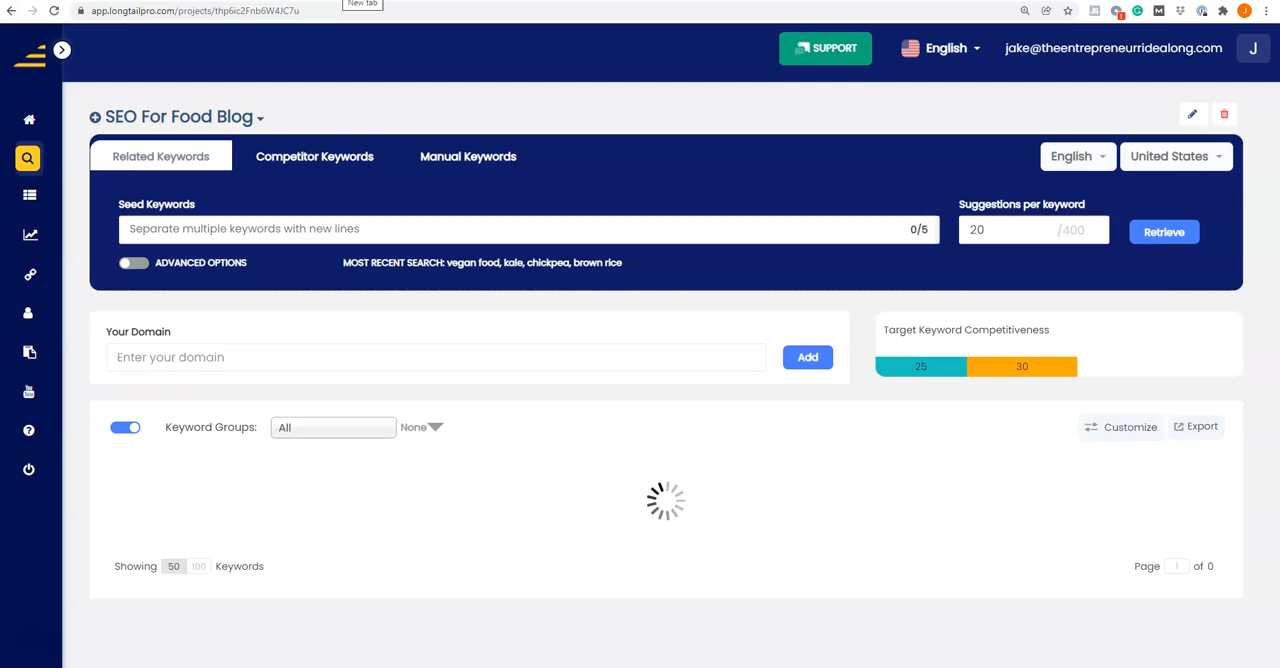 New tab
app.longtailpro.com/projects/thp6ic2Fnb6W4JC7u
SUPPORT
English
jake@theentrepreneurridealong.com
J
SEO For Food Blog
Related Keywords
Competitor Keywords
Manual Keywords
English
United States
Seed Keywords
Suggestions per keyword
Separate multiple keywords with new lines
0/5
20
/400
Retrieve
ADVANCED OPTIONS
MOST RECENT SEARCH: vegan food, kale, chickpea, brown rice
Your Domain
Enter your domain
Add
Target Keyword Competitiveness
25
30
Keyword Groups:
All
None
Customize
Export
Showing 50 100 Keywords
Page 1 of 0